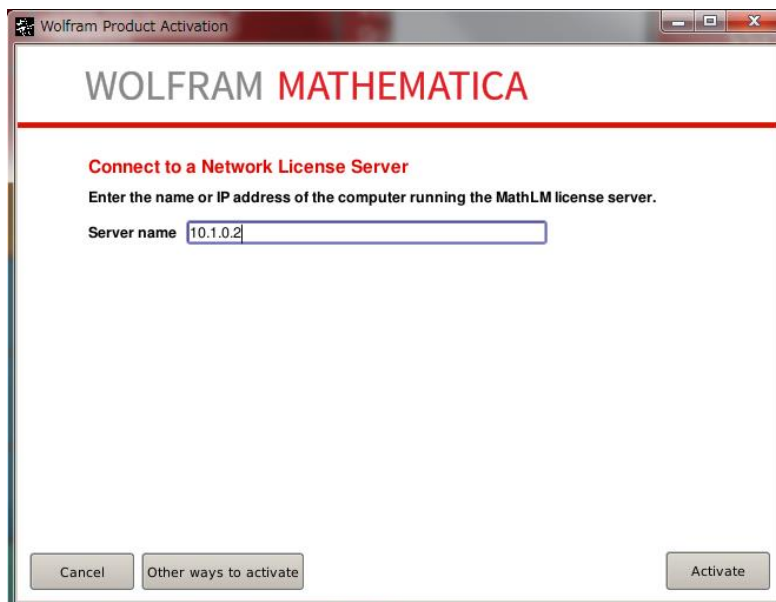 Wolfram Product Activation
WOLFRAM MATHEMATICA
Connect to a Network License Server
Enter the name or IP address of the computer running the MathLM license server.
Server name 10.1.0.2
Cancel Other ways to activate Activate